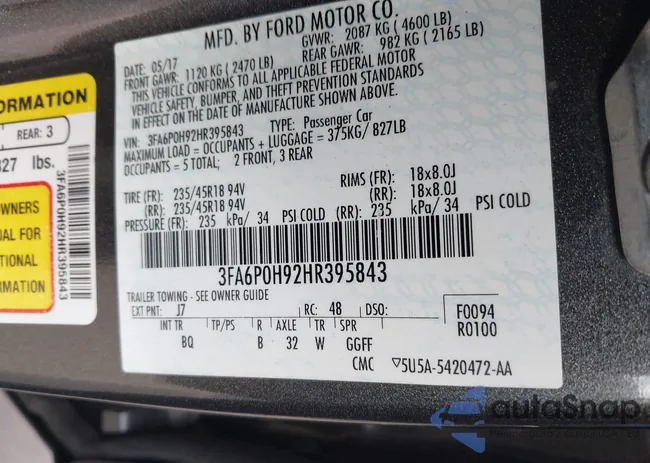 MFD. BY FORD MOTOR CO.
DATE: 05/17 GVWR: 2087 KG (4600 LB)
FRONT GAWR: 1120 KG (2470 LB) REAR GAWR: 982 KG (2165 LB)
THIS VEHICLE CONFORMS TO ALL APPLICABLE FEDERAL MOTOR
VEHICLE SAFETY, BUMPER, AND THEFT PREVENTION STANDARDS
IN EFFECT ON THE DATE OF MANUFACTURE SHOWN ABOVE.
VIN: 3FA6P0H92HR395843 TYPE: Passenger Car
MAXIMUM LOAD = OCCUPANTS + LUGGAGE = 375KG/ 827LB
OCCUPANTS = 5 TOTAL; 2 FRONT, 3 REAR
TIRE (FR): 235/45R18 94V RIMS (FR): 18x8.0J
(RR): 235/45R18 94V (RR): 18x8.0J
PRESSURE (FR): 235 kPa/ 34 PSI COLD (RR): 235 kPa/ 34 PSI COLD
3FA6P0H92HR395843
TRAILER TOWING - SEE OWNER GUIDE
EXT PNT: J7 RC: 48 DSO: F0094
R0100
INT TR TP/PS R AXLE TR SPR
BQ B 32 W GGFF
CMC ▽5U5A-5420472-AA
ORMATION
REAR: 3
827 lbs.
OWNERS
UAL FOR
TIONAL
RMATION
3FA6P0H92HR395843
autoSnap